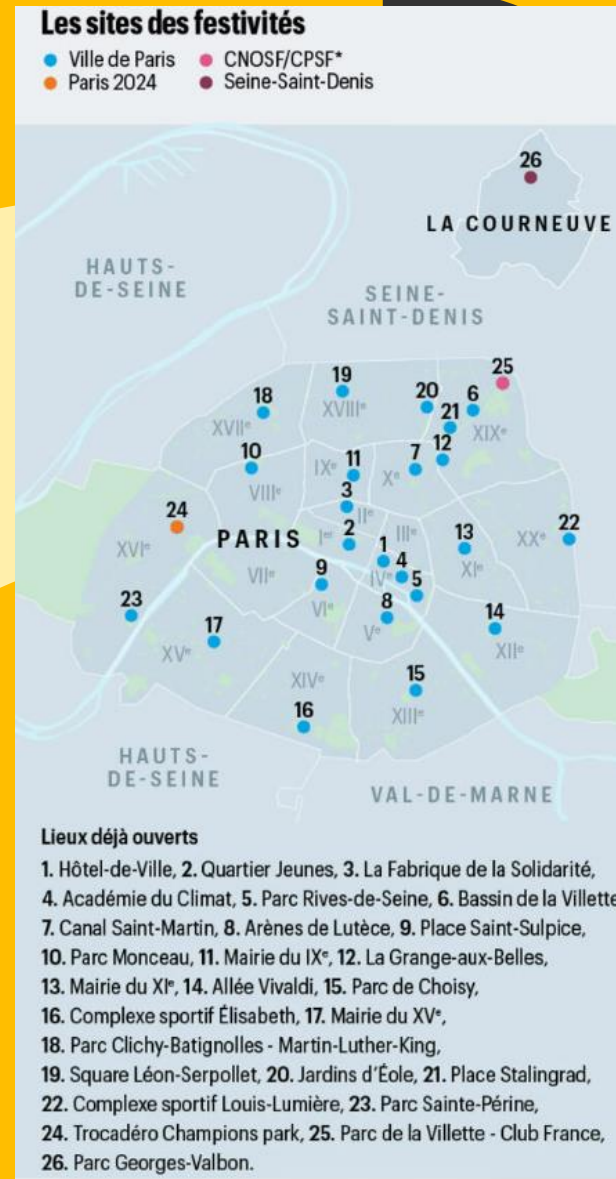 Les sites des festivités
Ville de Paris
CNOSF/CPSF*
Paris 2024
Seine-Saint-Denis
26
LA COURNEUVE
HAUTS-
DE-SEINE
SEINE-
SAINT-DENIS
25
19
18
20
6
XVIIᵉ
XVIIIᵉ
21
XIXᵉ
10
IXᵉ
11
7
12
VIIIᵉ
Xᵉ
3
24
IIᵉ
22
XVIᵉ
PARIS
Iᵉʳ
2
1
IIIᵉ
13
XXᵉ
4
XIᵉ
VIIᵉ
9
IVᵉ
5
23
VIᵉ
8
14
17
Vᵉ
XVᵉ
XIIᵉ
XIVᵉ
15
16
XIIIᵉ
HAUTS-
DE-SEINE
VAL-DE-MARNE
Lieux déjà ouverts
1. Hôtel-de-Ville, 2. Quartier Jeunes, 3. La Fabrique de la Solidarité,
4. Académie du Climat, 5. Parc Rives-de-Seine, 6. Bassin de la Villette
7. Canal Saint-Martin, 8. Arènes de Lutèce, 9. Place Saint-Sulpice,
10. Parc Monceau, 11. Mairie du IXᵉ, 12. La Grange-aux-Belles,
13. Mairie du XIᵉ, 14. Allée Vivaldi, 15. Parc de Choisy,
16. Complexe sportif Élisabeth, 17. Mairie du XVᵉ,
18. Parc Clichy-Batignolles - Martin-Luther-King,
19. Square Léon-Serpollet, 20. Jardins d'Éole, 21. Place Stalingrad,
22. Complexe sportif Louis-Lumière, 23. Parc Sainte-Périne,
24. Trocadéro Champions park, 25. Parc de la Villette - Club France,
26. Parc Georges-Valbon.